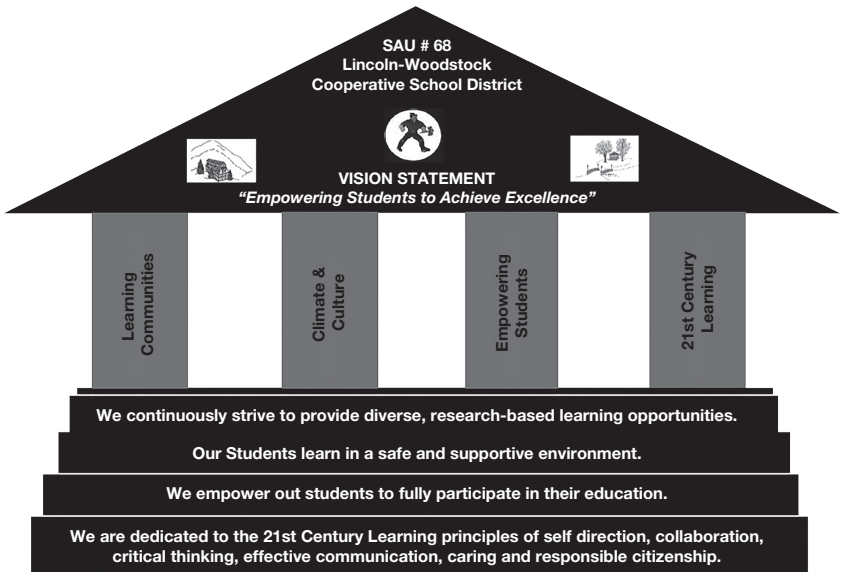 SAU # 68
Lincoln-Woodstock
Cooperative School District
VISION STATEMENT
“Empowering Students to Achieve Excellence”
Learning
Communities
Climate &
Culture
Empowering
Students
21st Century
Learning
We continuously strive to provide diverse, research-based learning opportunities.
Our Students learn in a safe and supportive environment.
We empower out students to fully participate in their education.
We are dedicated to the 21st Century Learning principles of self direction, collaboration,
critical thinking, effective communication, caring and responsible citizenship.